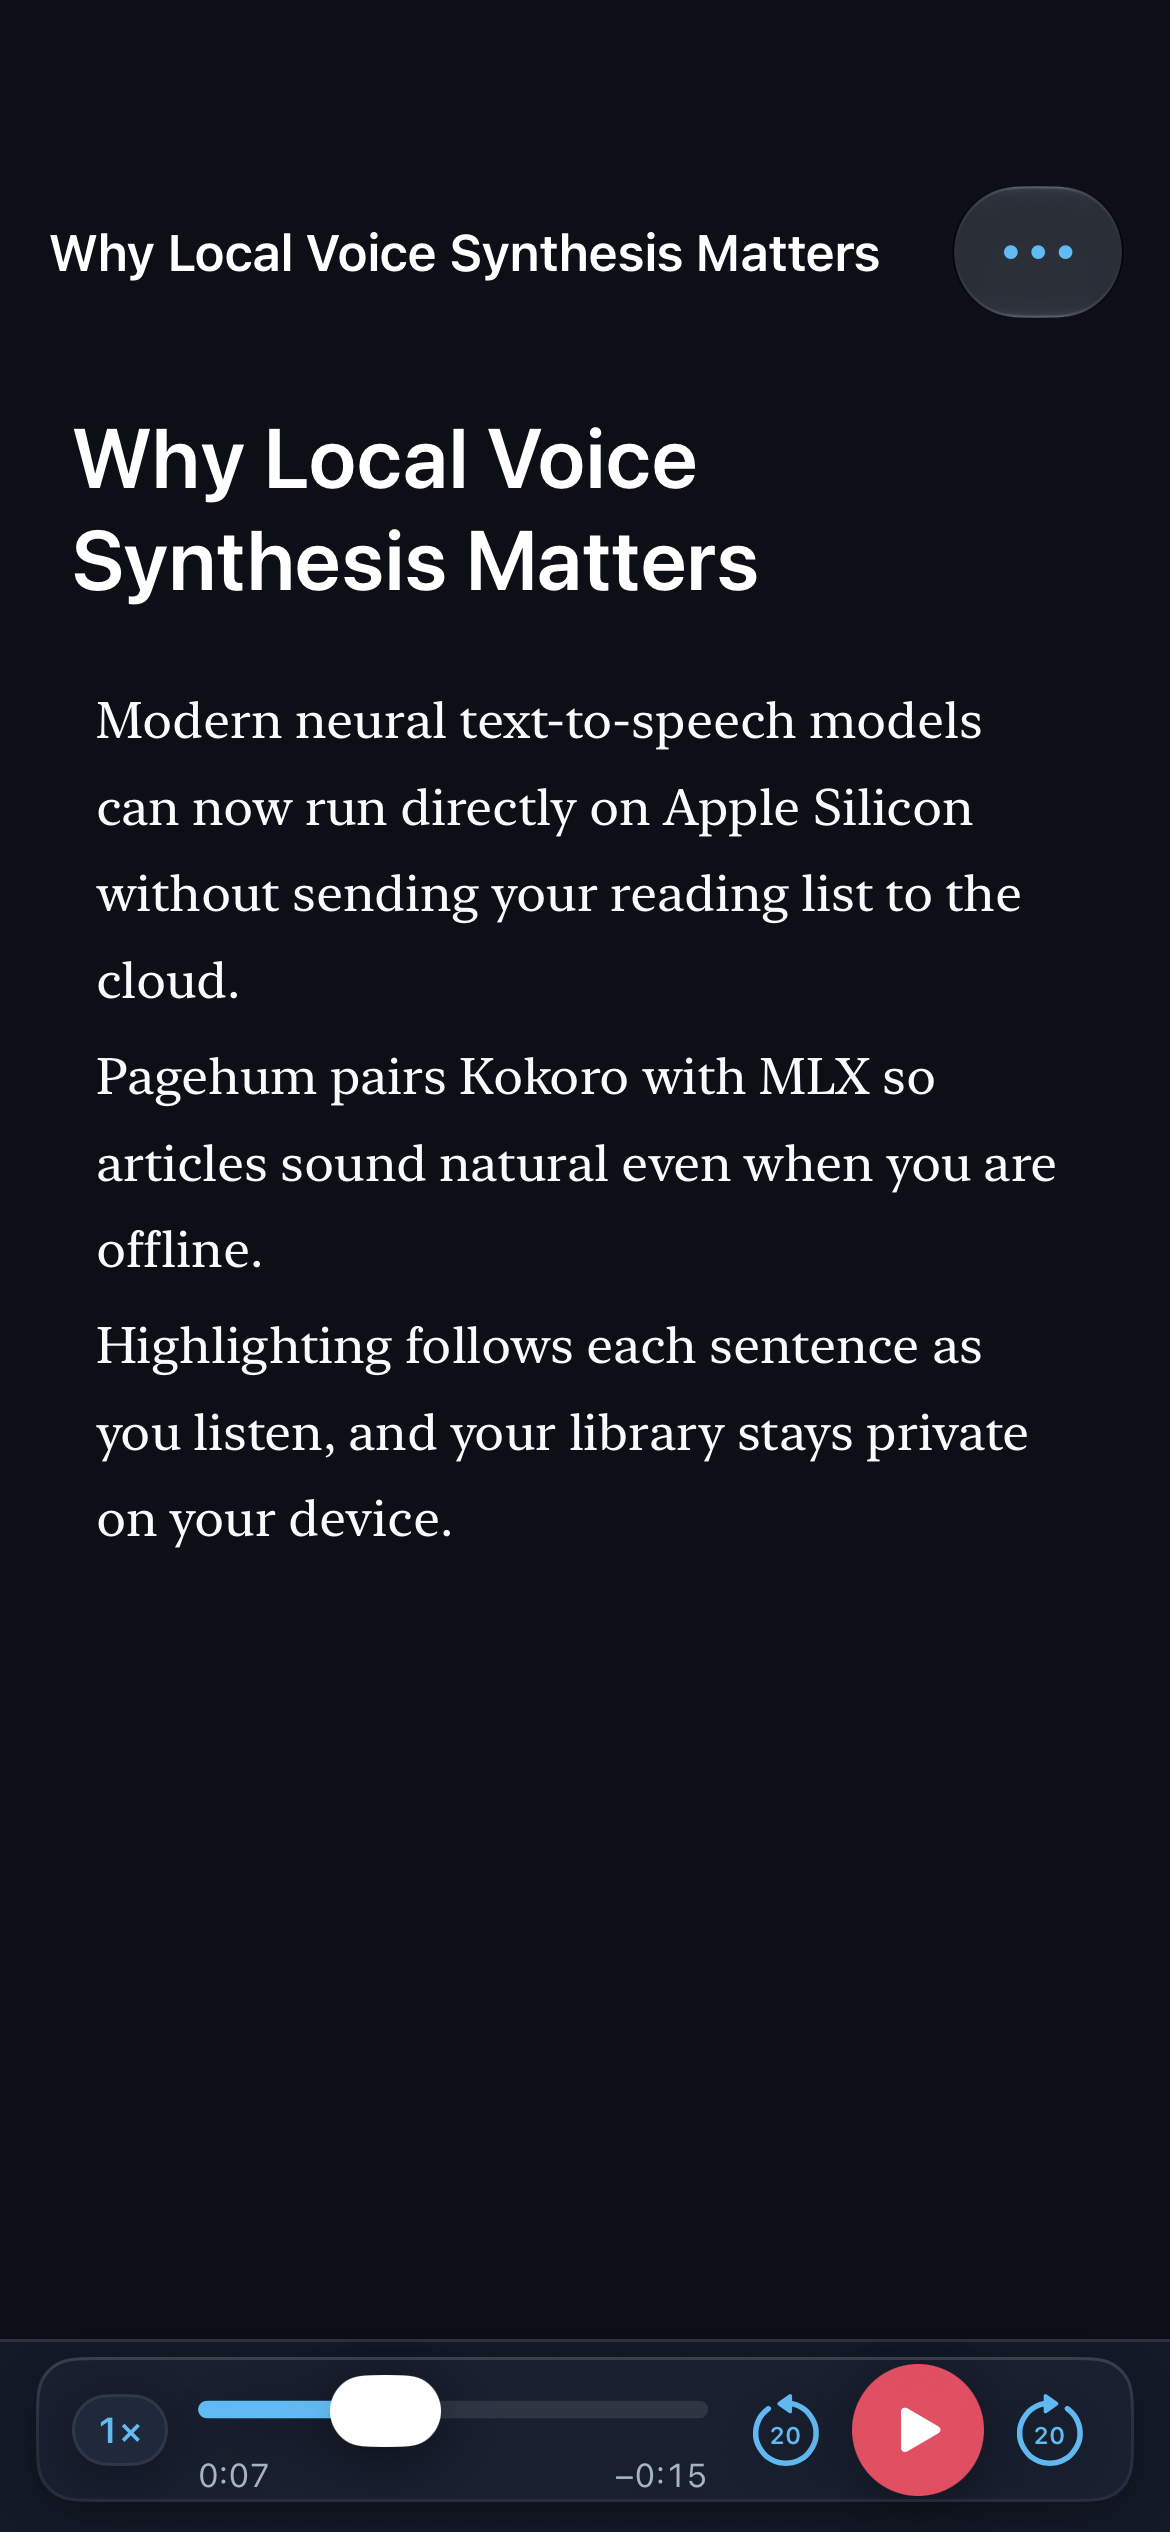 Why Local Voice Synthesis Matters
Why Local Voice
Synthesis Matters
Modern neural text-to-speech models
can now run directly on Apple Silicon
without sending your reading list to the
cloud.
Pagehum pairs Kokoro with MLX so
articles sound natural even when you are
offline.
Highlighting follows each sentence as
you listen, and your library stays private
on your device.
1×
20
20
0:07
–0:15